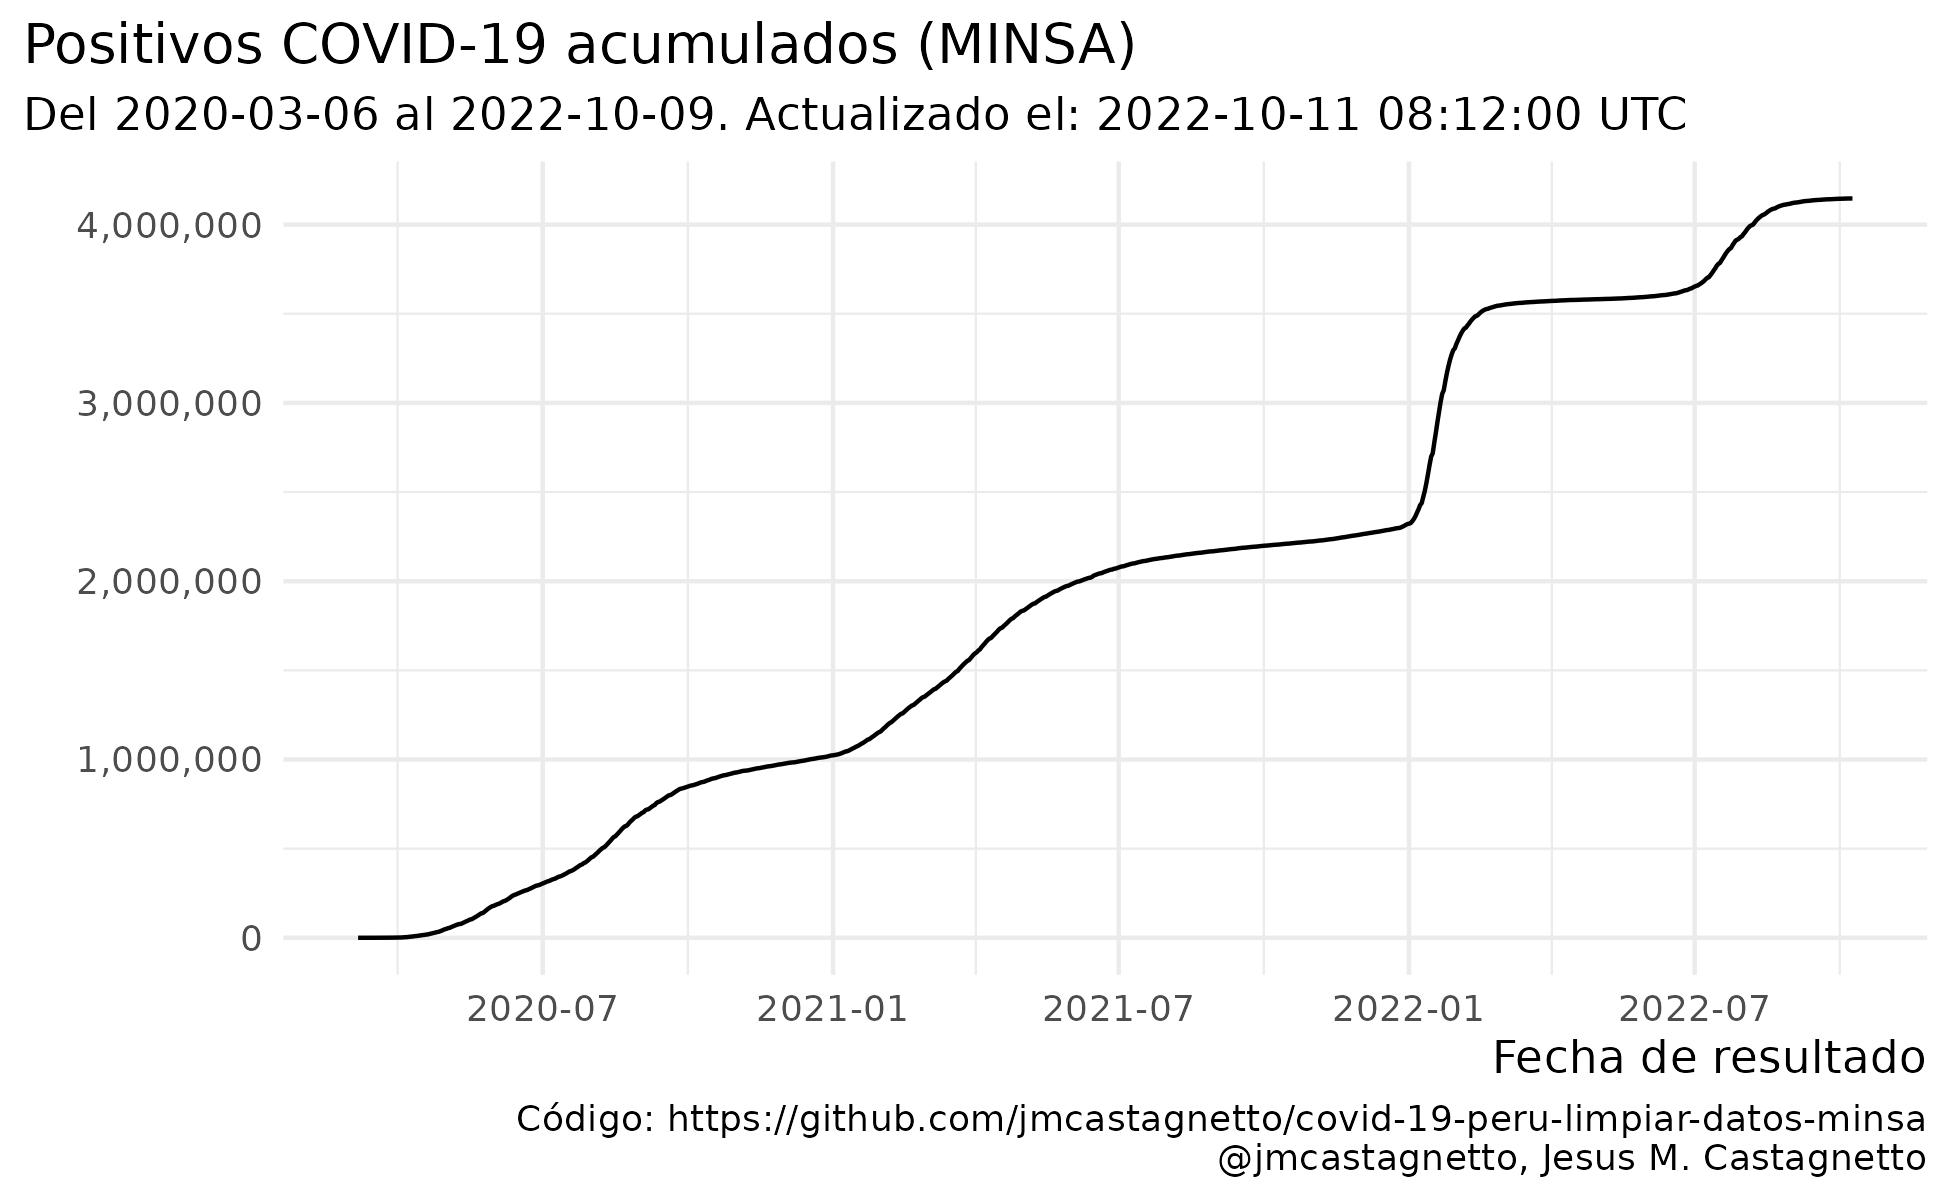 Positivos COVID-19 acumulados (MINSA)
Del 2020-03-06 al 2022-10-09. Actualizado el: 2022-10-11 08:12:00 UTC
4,000,000
3,000,000
2,000,000
1,000,000
0
2020-07 2021-01 2021-07 2022-01 2022-07
Fecha de resultado
Código: https://github.com/jmcastagnetto/covid-19-peru-limpiar-datos-minsa
@jmcastagnetto, Jesus M. Castagnetto